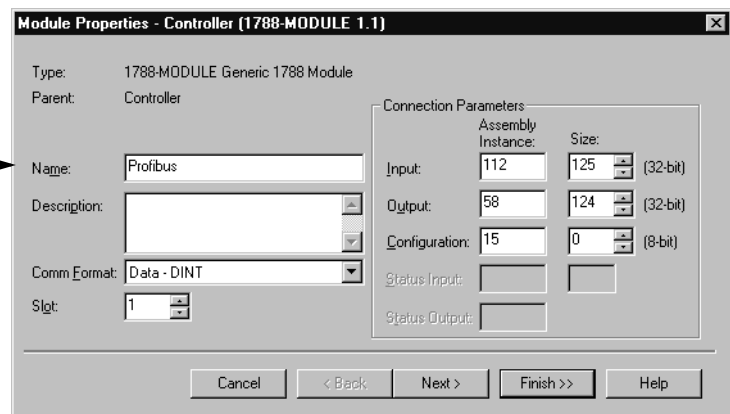 Module Properties - Controller (1788-MODULE 1.1)
Type: 1788-MODULE Generic 1788 Module
Parent: Controller
Connection Parameters
Assembly
Instance: Size:
Name: Profibus
Input: 112 125 (32-bit)
Description:
Output: 58 124 (32-bit)
Configuration: 15 0 (8-bit)
Comm Format: Data - DINT
Status Input:
Slot: 1
Status Output:
Cancel < Back Next > Finish >> Help